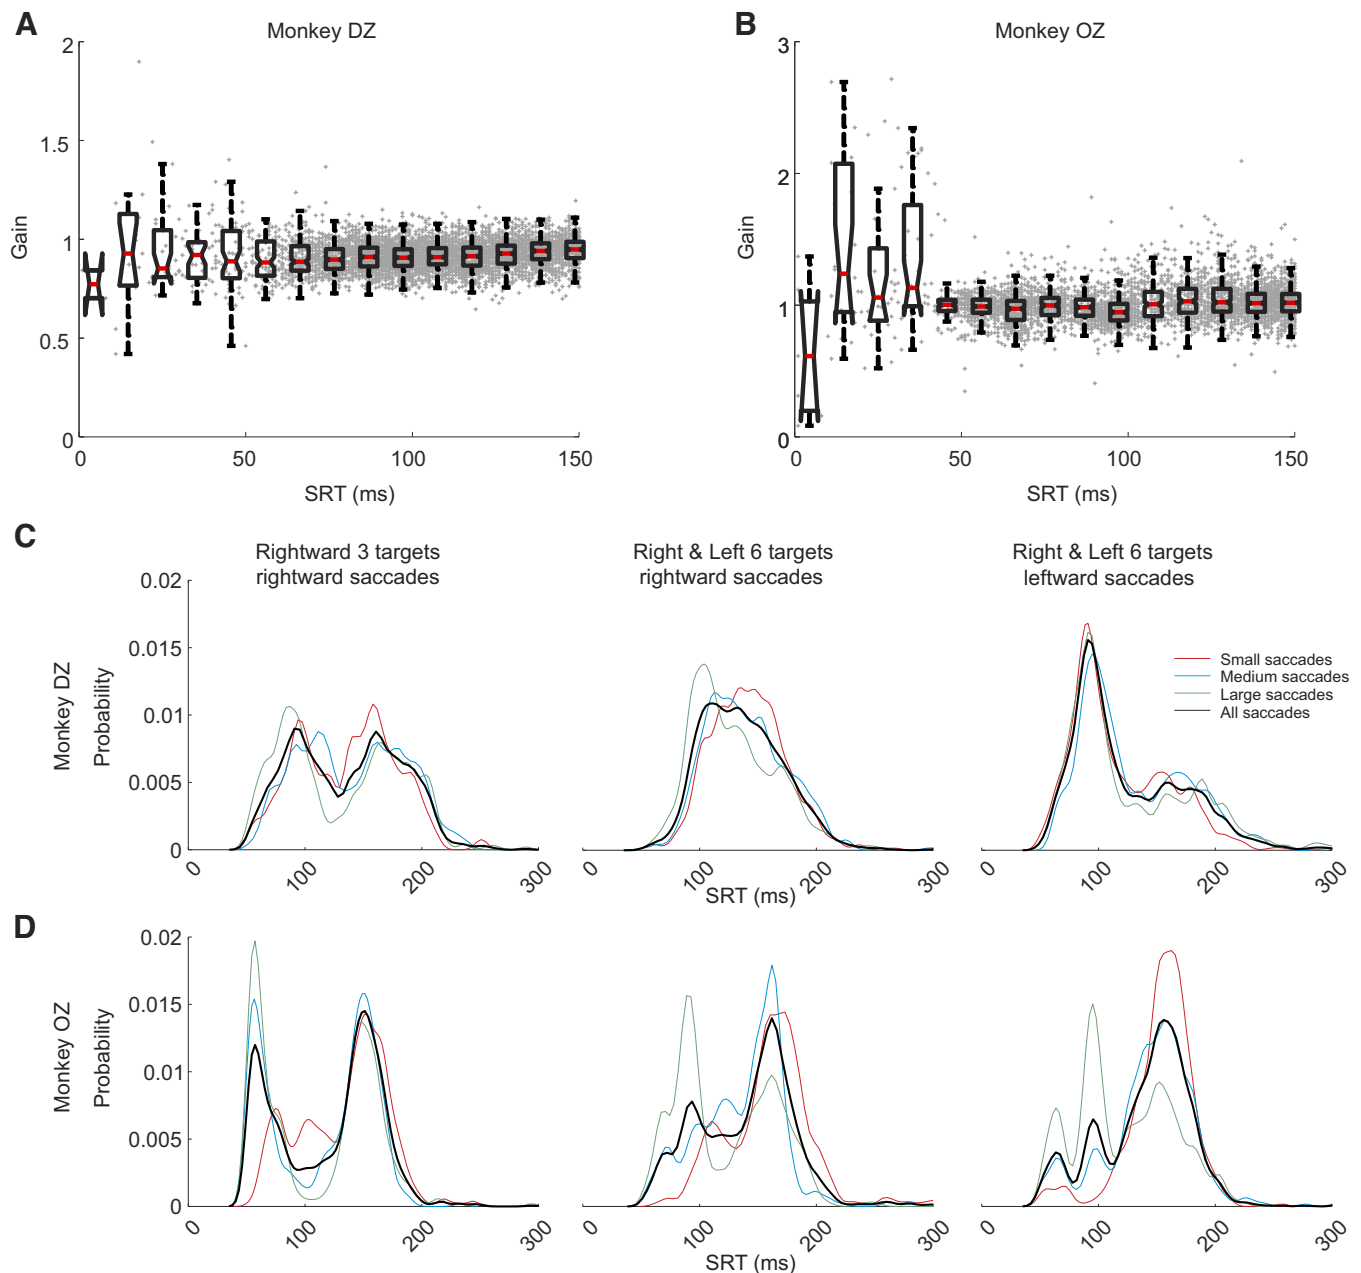 A
Monkey DZ
2
1.5
1
0.5
0
Gain
0
50
100
150
SRT (ms)
B
Monkey OZ
3
2
1
0
Gain
0
50
100
150
SRT (ms)
C
Rightward 3 targets
rightward saccades
Right & Left 6 targets
rightward saccades
Right & Left 6 targets
leftward saccades
Monkey DZ
Probability
0.02
0.015
0.01
0.005
0
0
100
200
300
0
100
200
300
0
100
200
300
SRT (ms)
Small saccades
Medium saccades
Large saccades
All saccades
D
Monkey OZ
Probability
0.02
0.015
0.01
0.005
0
0
100
200
300
0
100
200
300
0
100
200
300
SRT (ms)